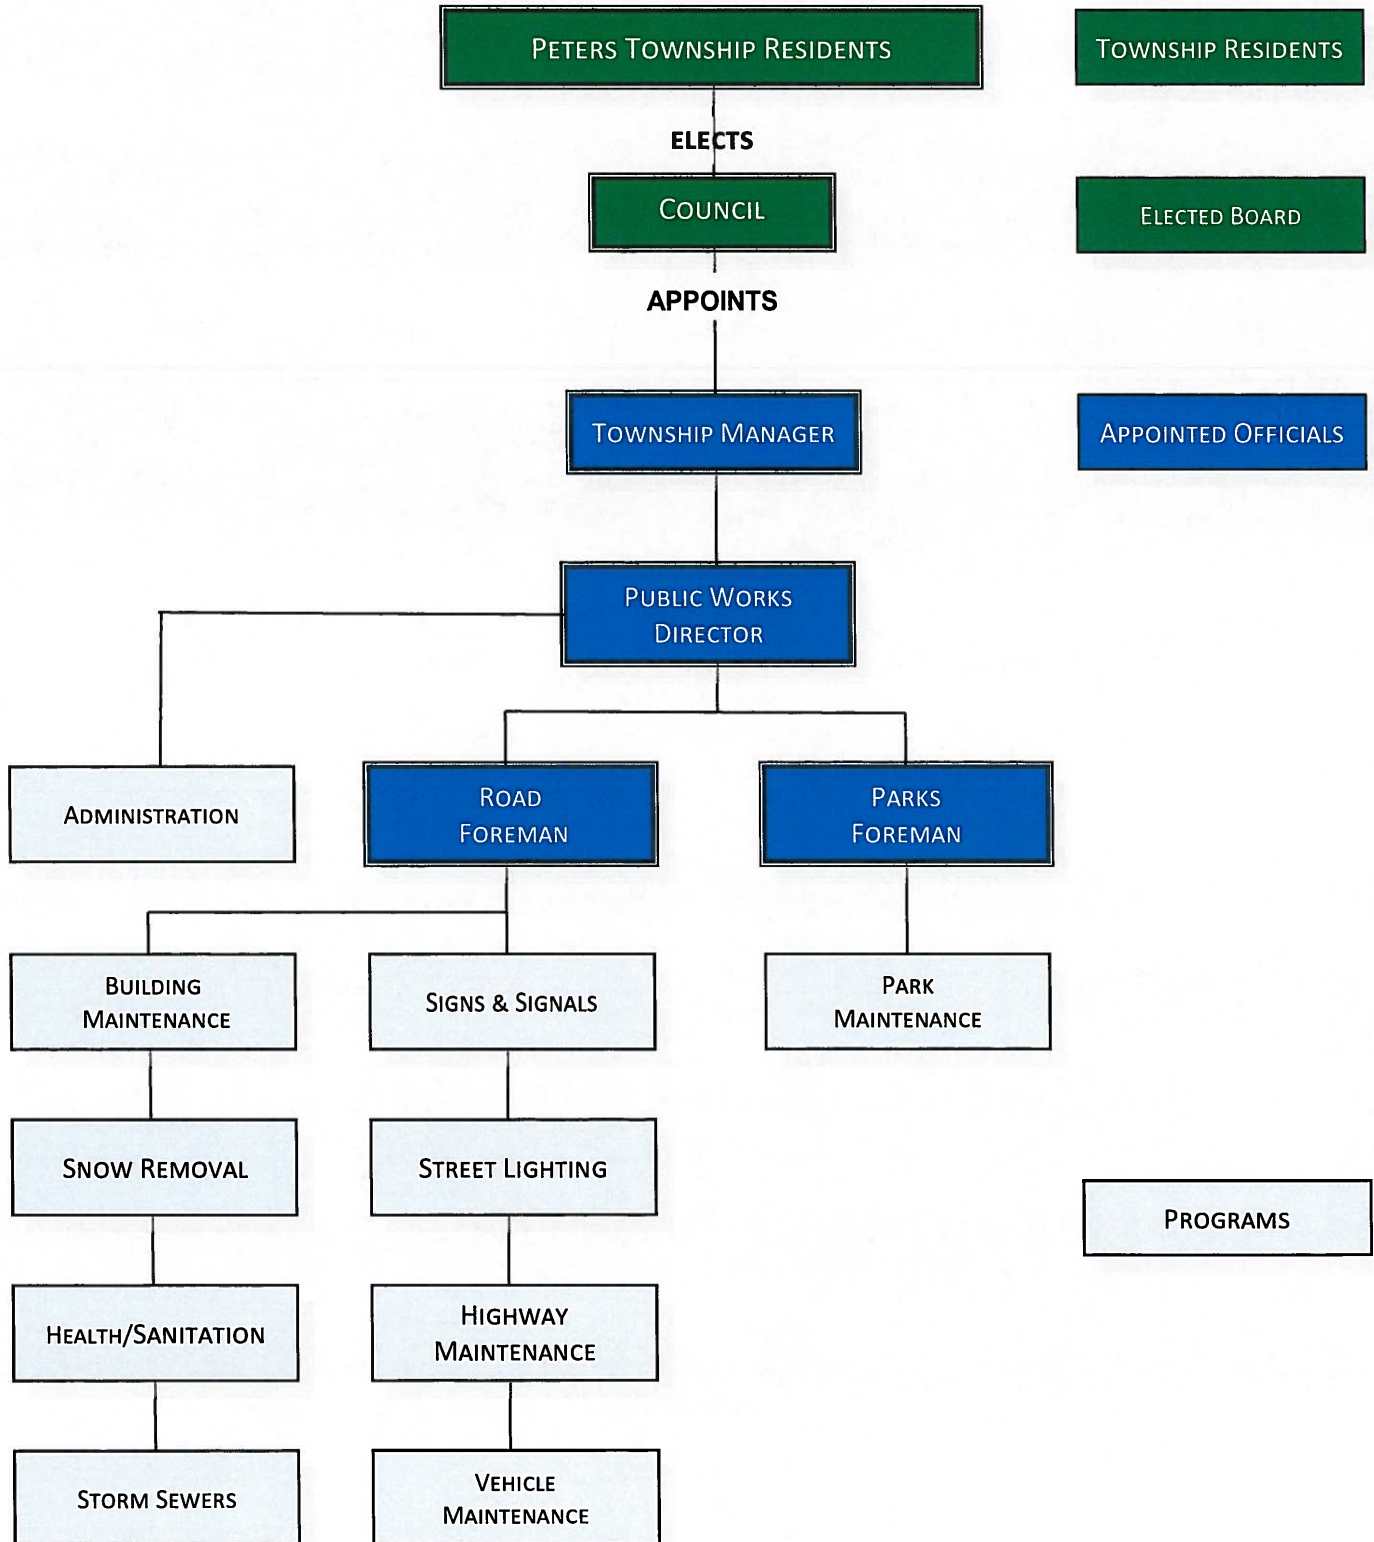 PETERS TOWNSHIP RESIDENTS
TOWNSHIP RESIDENTS
ELECTS
COUNCIL
ELECTED BOARD
APPOINTS
TOWNSHIP MANAGER
APPOINTED OFFICIALS
PUBLIC WORKS
DIRECTOR
ADMINISTRATION
ROAD
FOREMAN
PARKS
FOREMAN
BUILDING
MAINTENANCE
SIGNS & SIGNALS
PARK
MAINTENANCE
SNOW REMOVAL
STREET LIGHTING
PROGRAMS
HEALTH/SANITATION
HIGHWAY
MAINTENANCE
STORM SEWERS
VEHICLE
MAINTENANCE